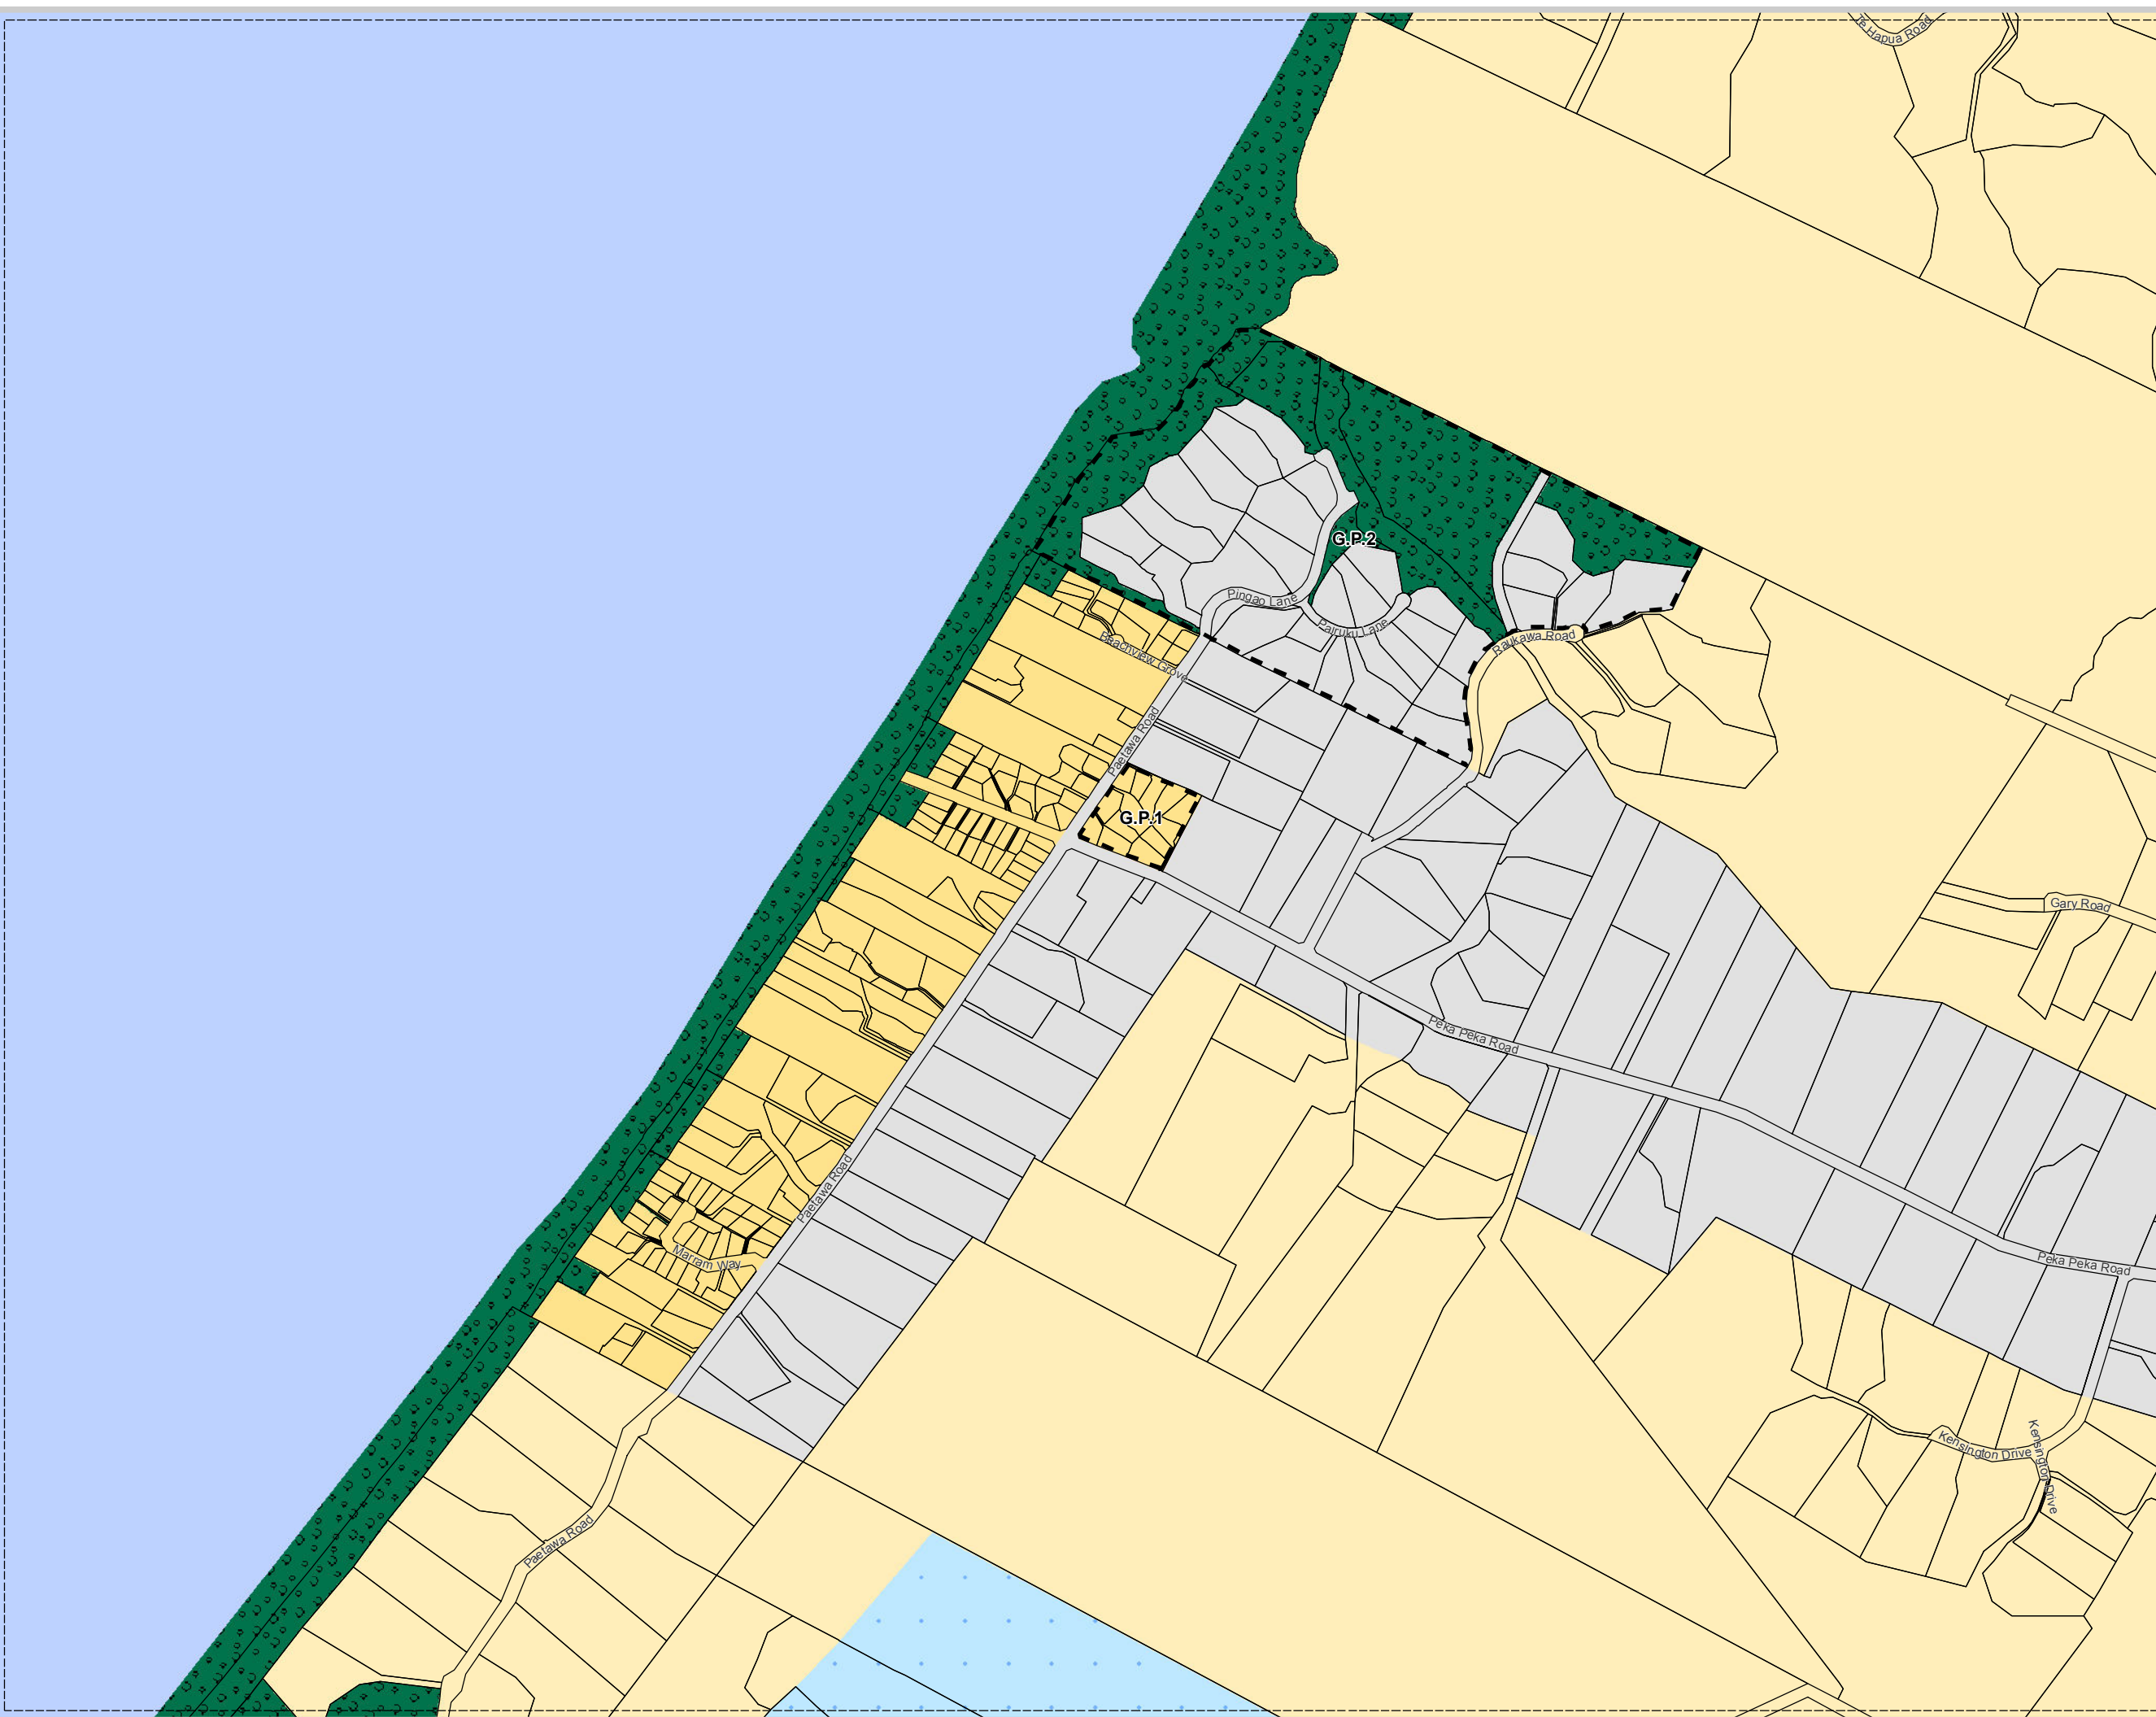 Te Hapua Road
G.P.2
Pingao Lane
Pairuku Lane
Raukawa Road
Beachview Grove
Paetawa Road
G.P.1
Gary Road
Peka Peka Road
Paetawa Road
Marram Way
Peka Peka Road
Kensington Drive
Kensington Drive
Paetawa Road